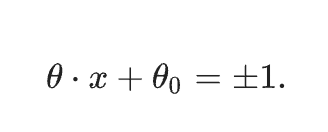 θ · x + θ₀ = ±1.